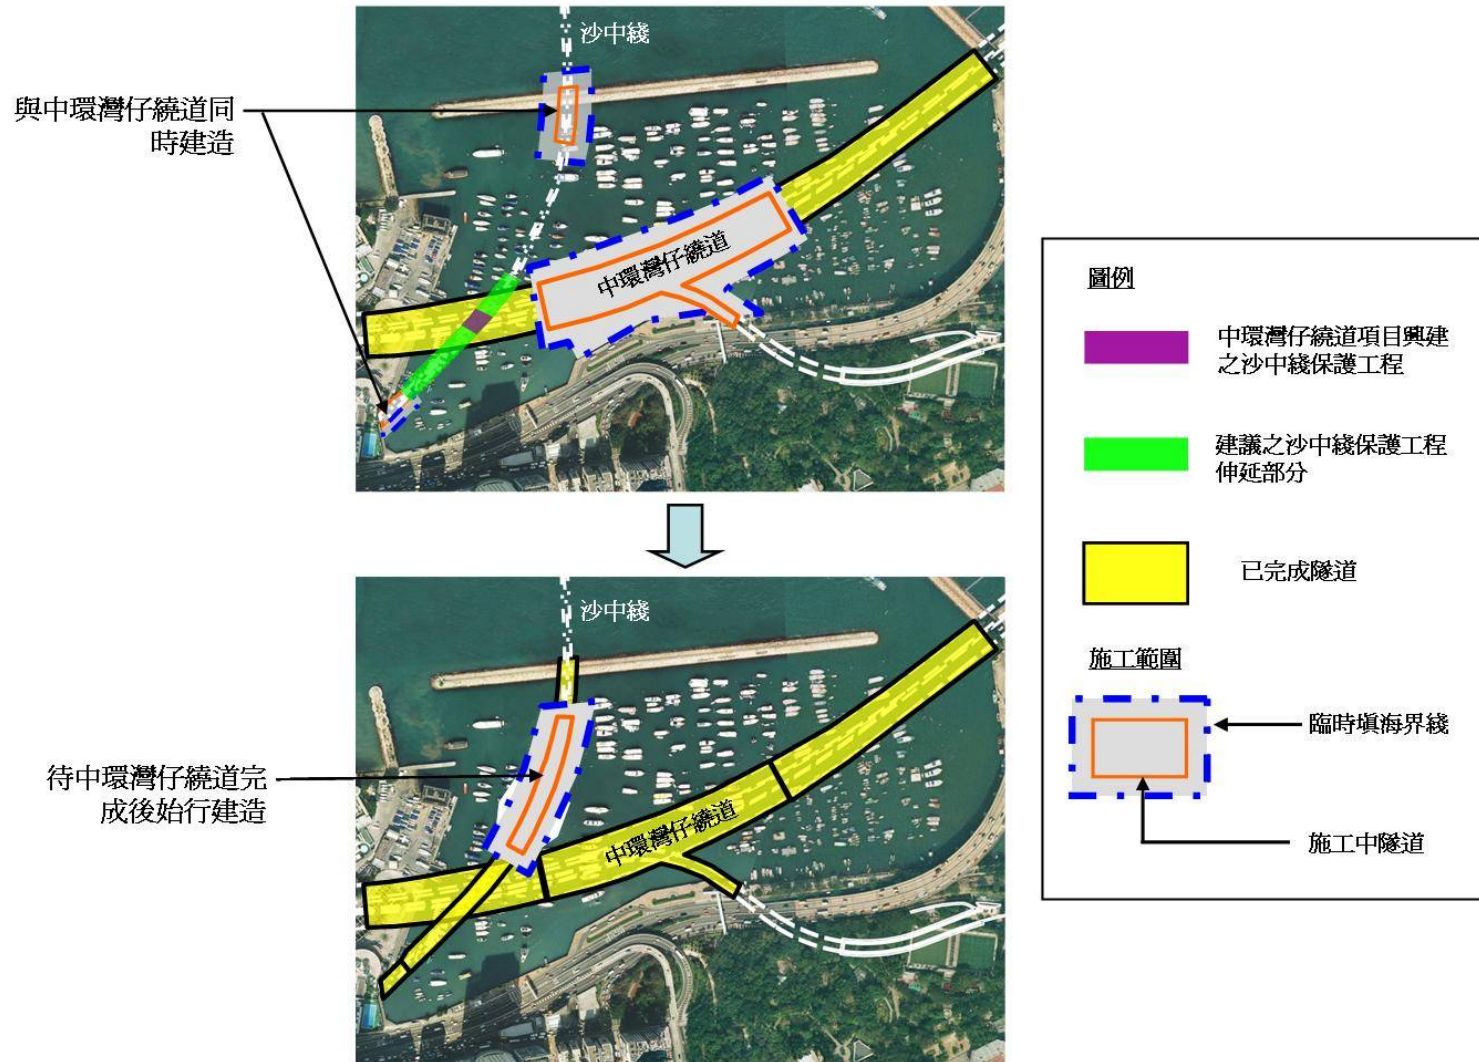 沙中綫
與中環灣仔繞道同
時建造
中環灣仔繞道
沙中綫
待中環灣仔繞道完
成後始行建造
中環灣仔繞道
圖例
中環灣仔繞道項目興建
之沙中綫保護工程
建議之沙中綫保護工程
伸延部分
已完成隧道
施工範圍
臨時填海界綫
施工中隧道